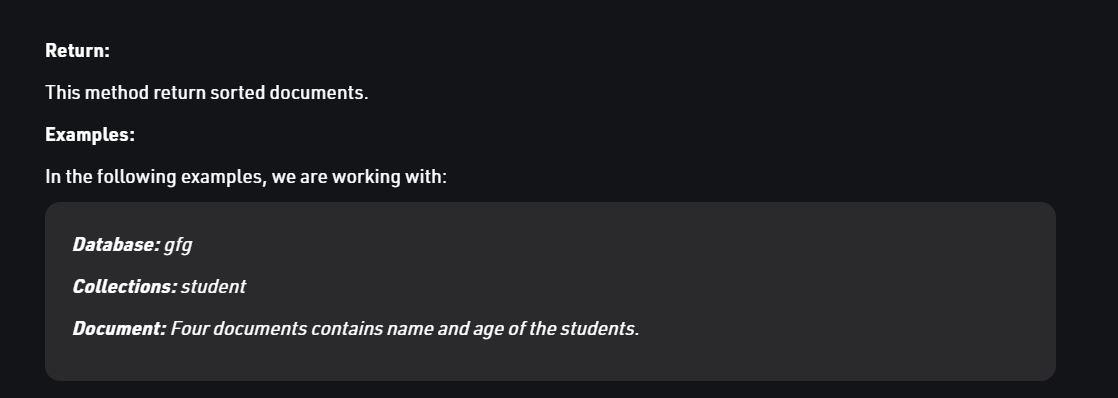 Return:
This method return sorted documents.
Examples:
In the following examples, we are working with:
Database: gfg
Collections: student
Document: Four documents contains name and age of the students.